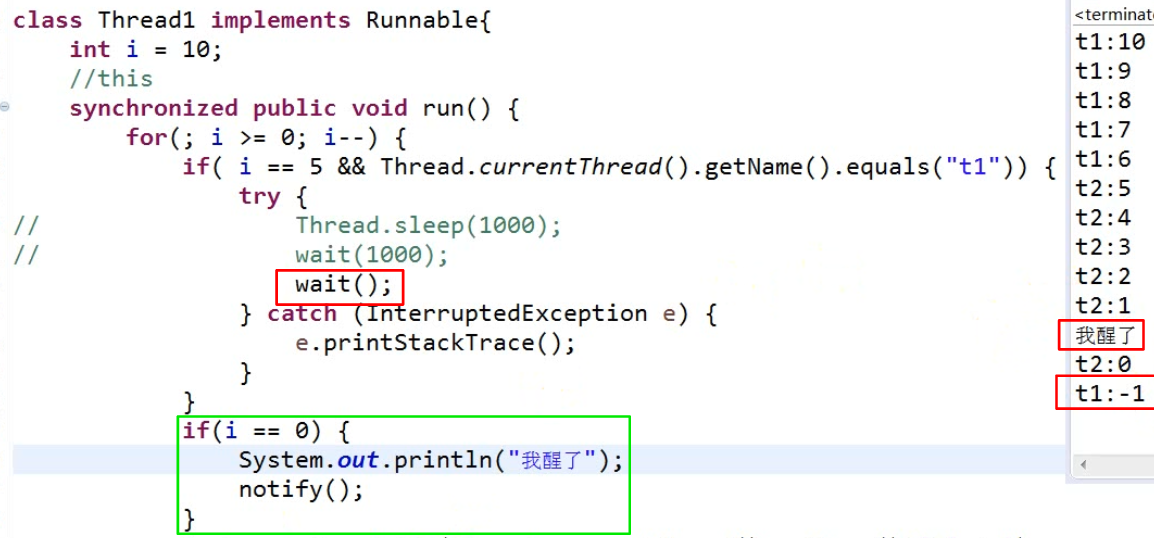 class Thread1 implements Runnable{
int i = 10;
//this
synchronized public void run() {
for(; i >= 0; i--) {
if( i == 5 && Thread.currentThread().getName().equals("t1")) {
try {
// Thread.sleep(1000);
// wait(1000);
wait();
} catch (InterruptedException e) {
e.printStackTrace();
}
}
if(i == 0) {
System.out.println("我醒了");
notify();
}
<terminate
t1:10
t1:9
t1:8
t1:7
t1:6
t2:5
t2:4
t2:3
t2:2
t2:1
我醒了
t2:0
t1:-1